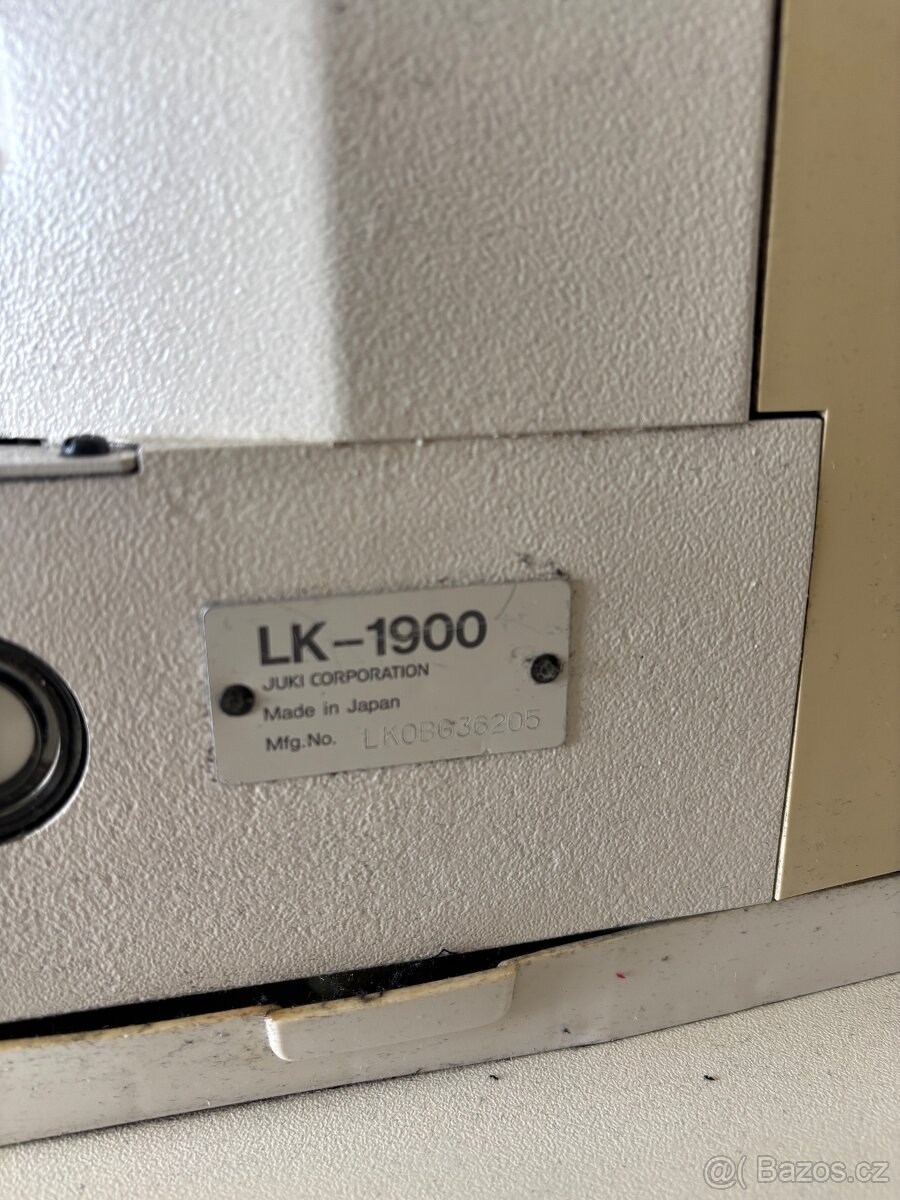 LK-1900
JUKI CORPORATION
Made in Japan
Mfg.No. LK0BG36205
@( Bazos.cz